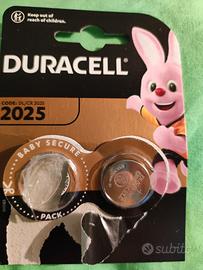 Keep out of
reach of children
DURACELL
CODE: DL/CR 2025
2025
BABY SECURE
PACK
subito